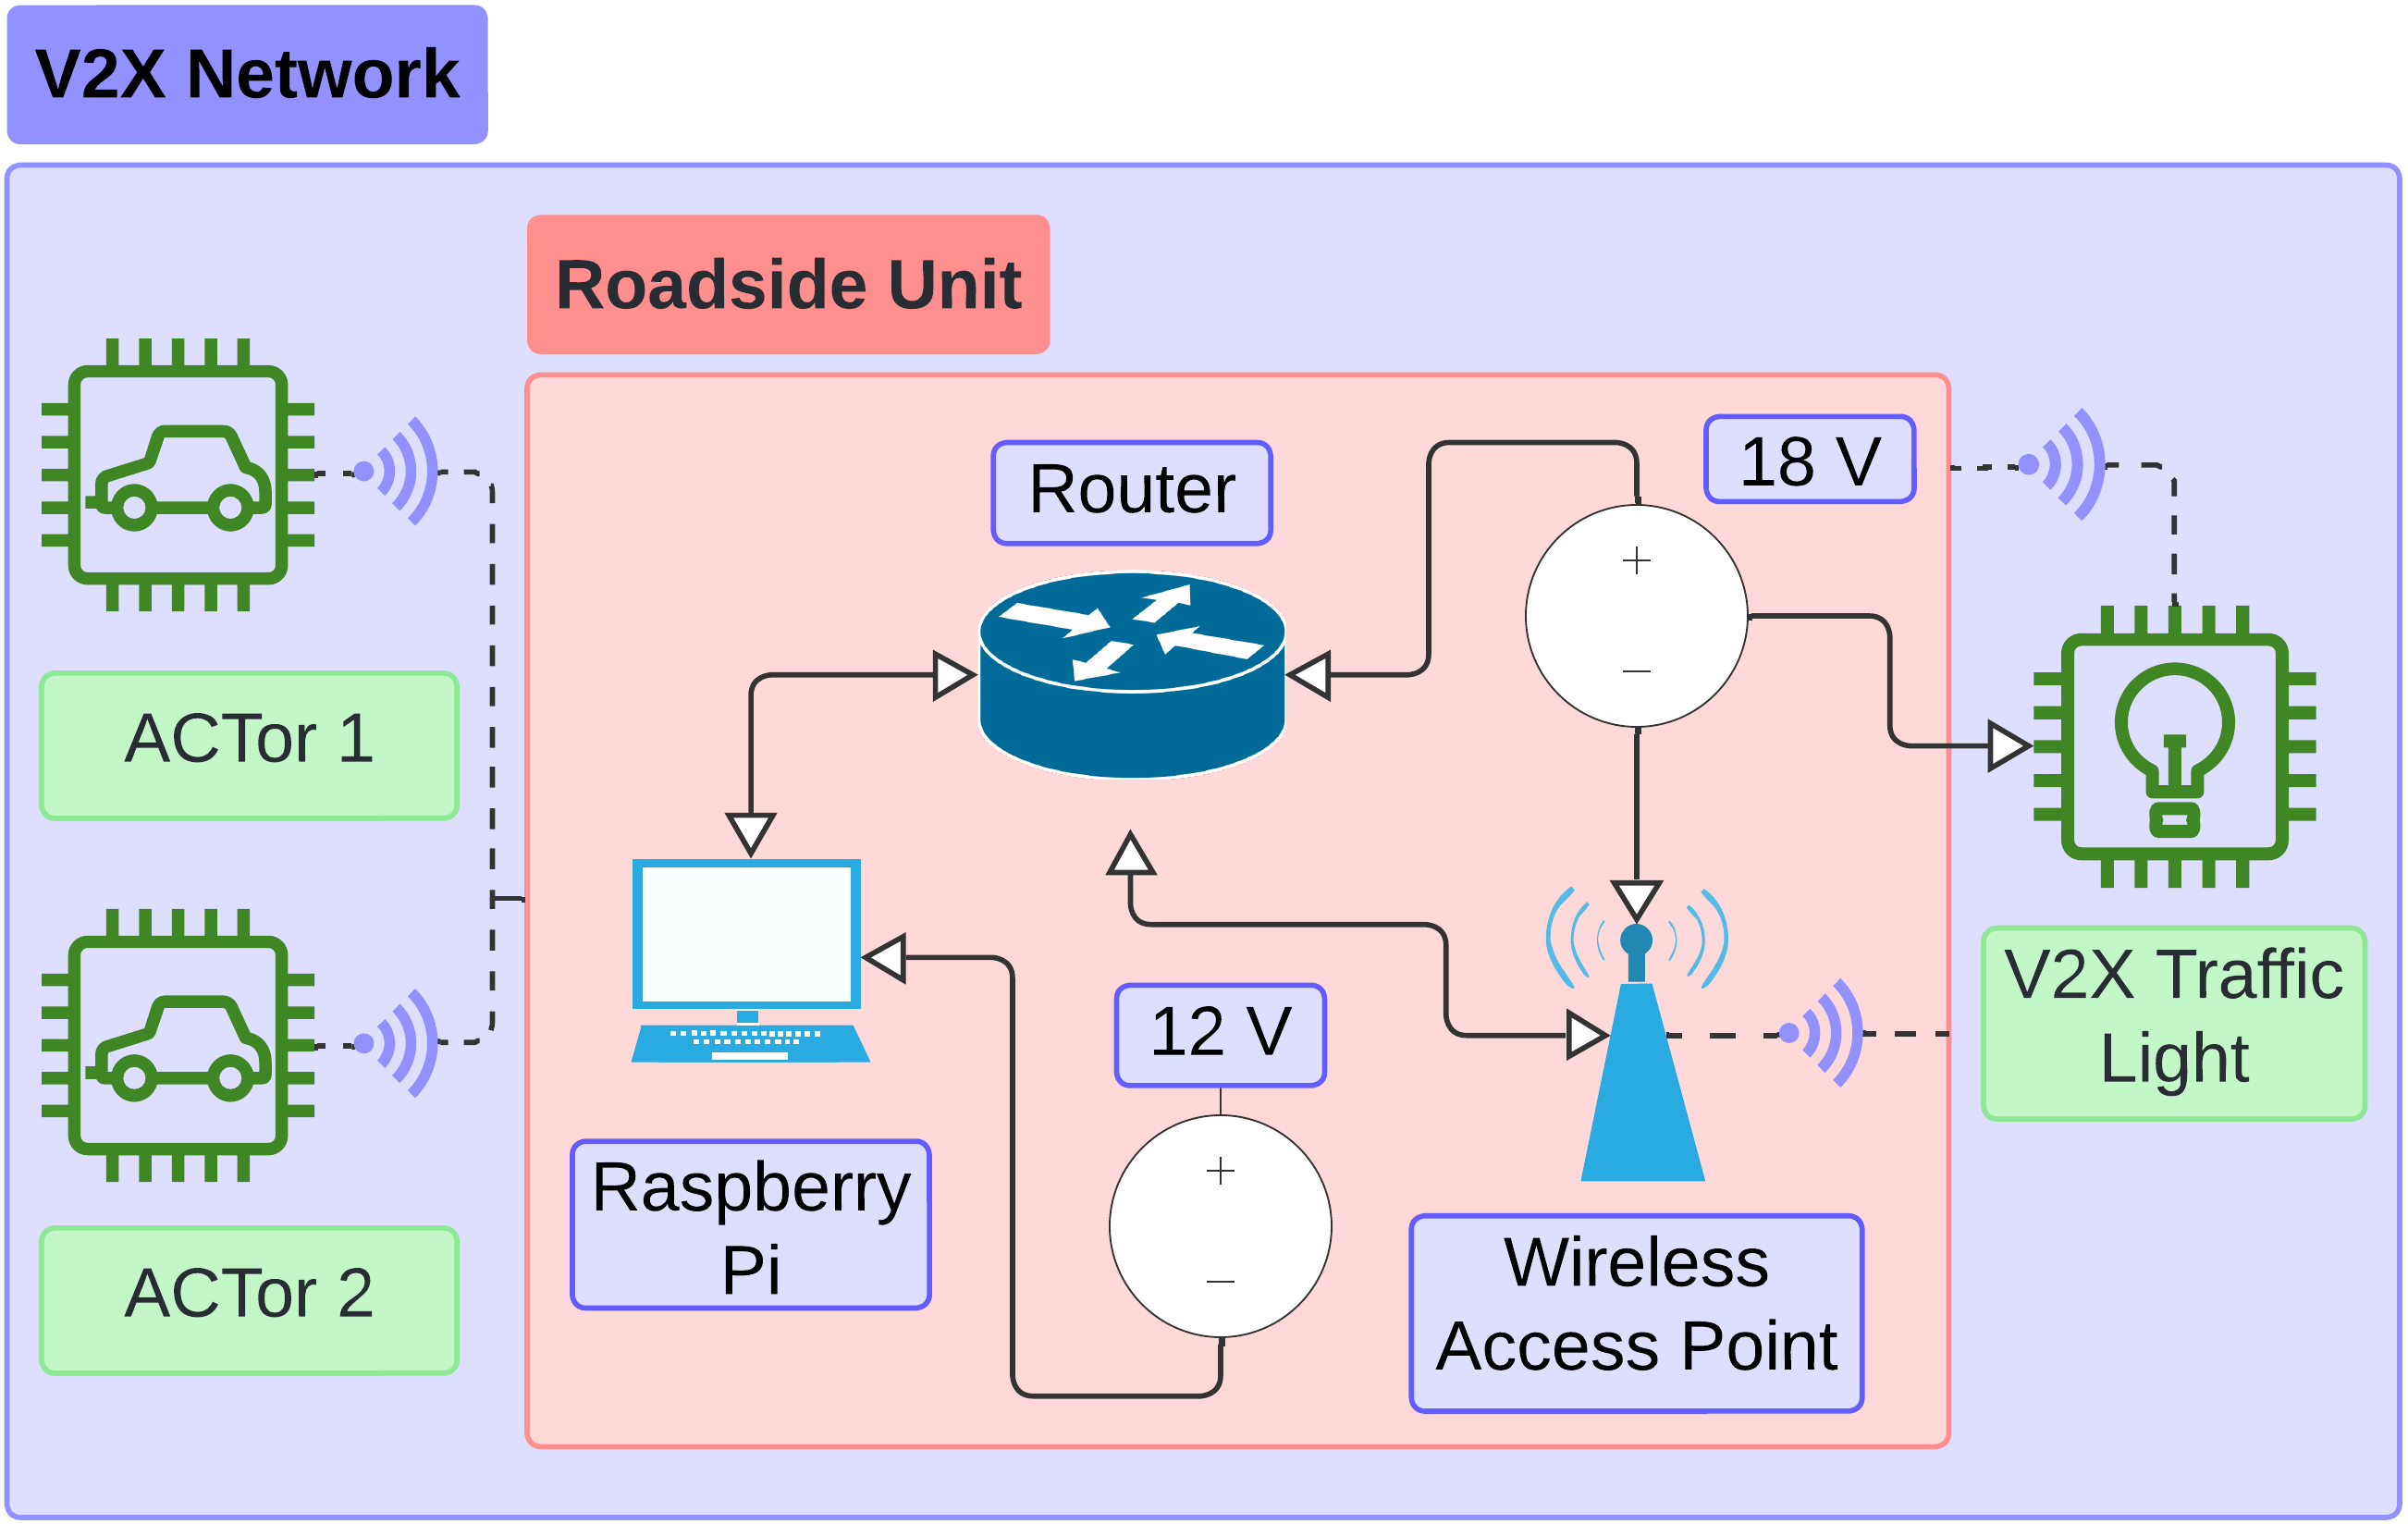 V2X Network
Roadside Unit
Router
18 V
ACTor 1
V2X Traffic
Light
12 V
Raspberry
Pi
Wireless
Access Point
ACTor 2